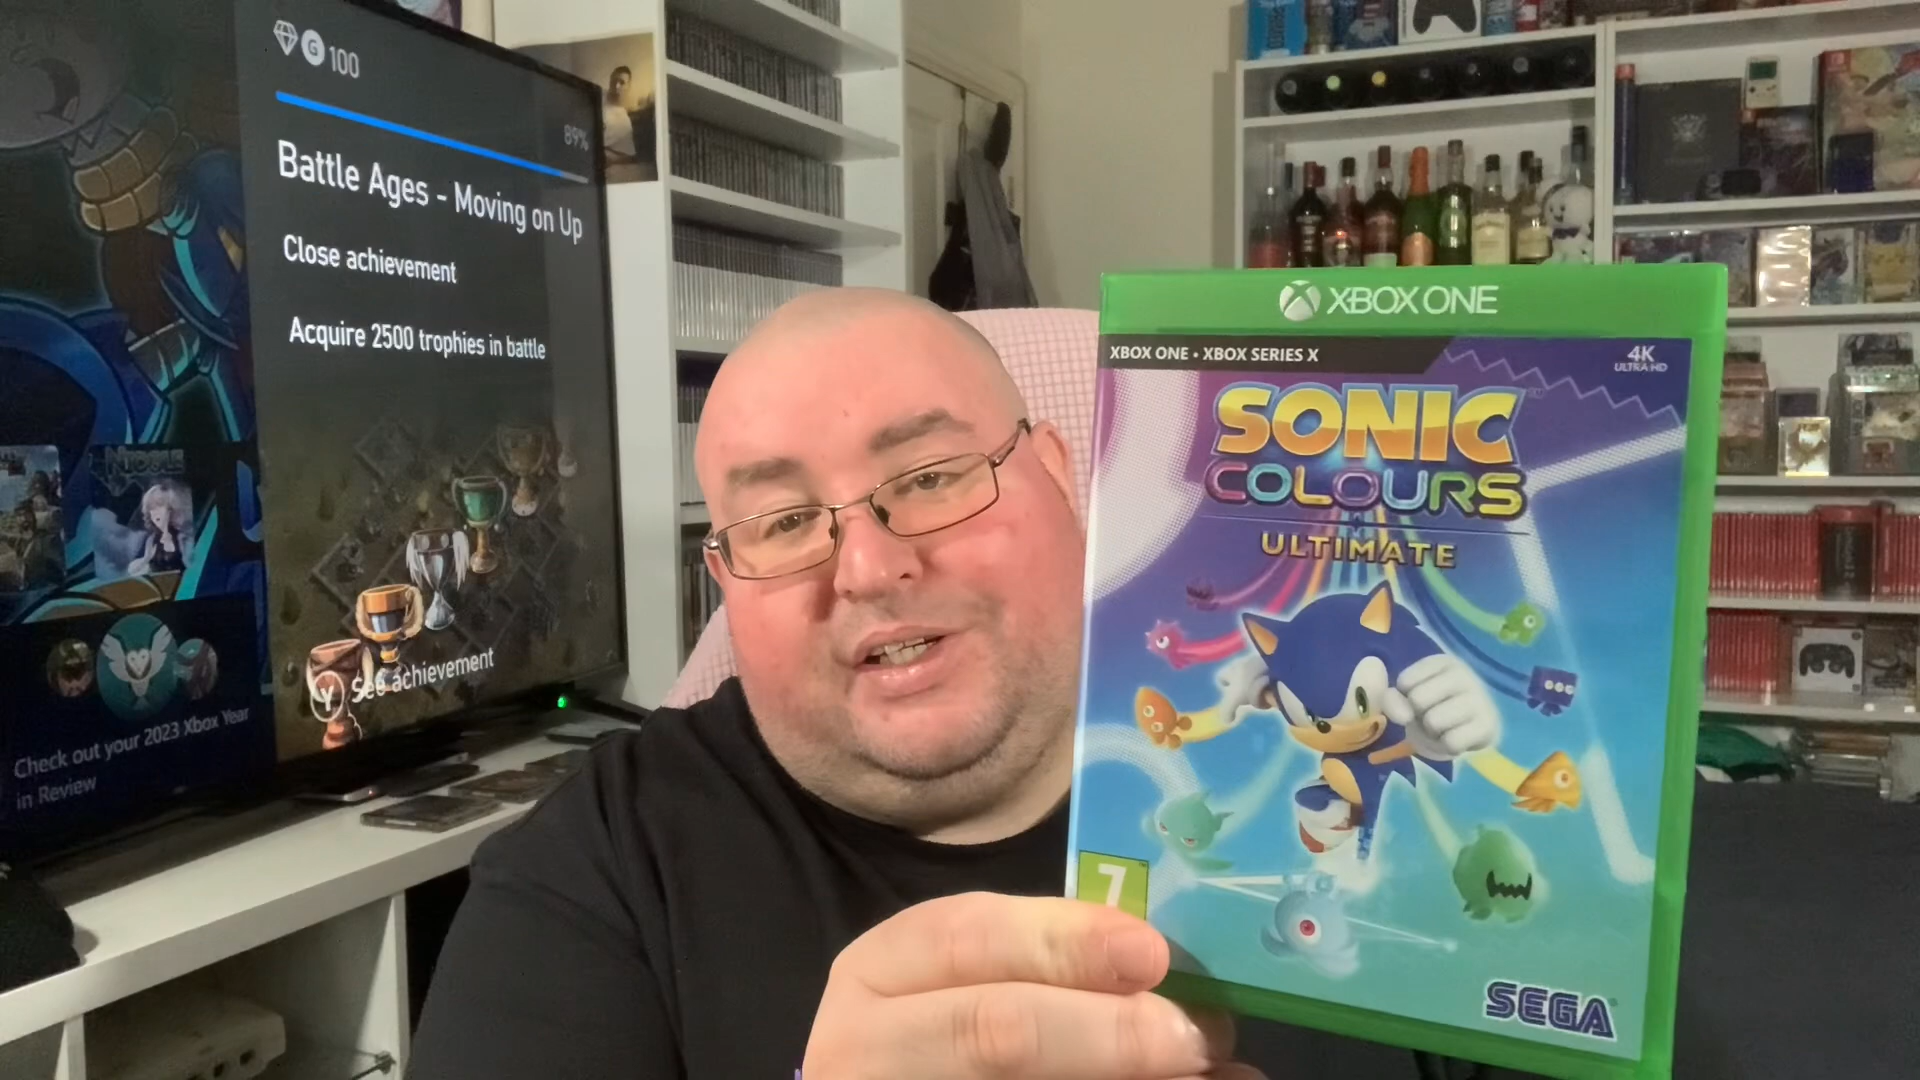 G 100
89%
Battle Ages - Moving on Up
Close achievement
Acquire 2500 trophies in battle
Y See achievement
Check out your 2023 Xbox Year
in Review
XBOX ONE
XBOX ONE • XBOX SERIES X
4K
ULTRA HD
SONIC
COLOURS
ULTIMATE
7
SEGA